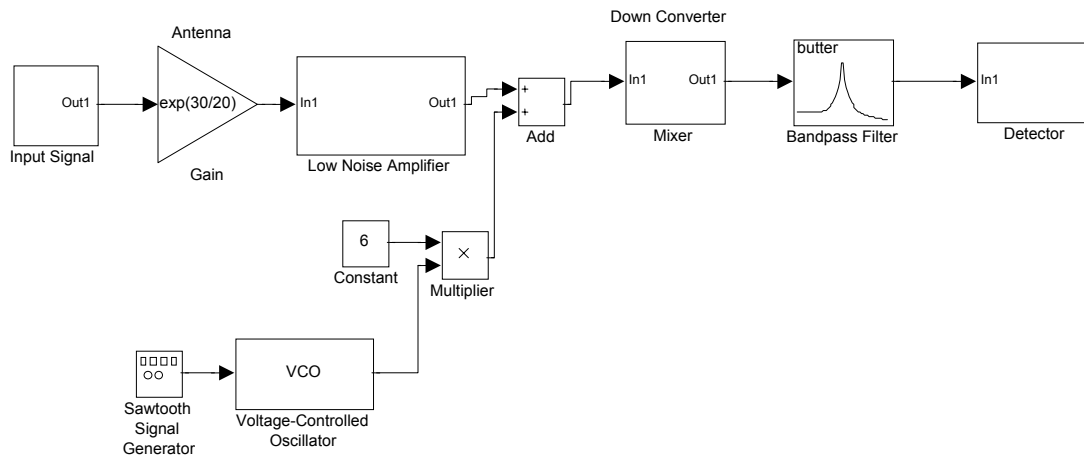 Down Converter
Antenna
butter
Out1
exp(30/20)
In1
Out1
+
+
In1
Out1
In1
Input Signal
Gain
Low Noise Amplifier
Add
Mixer
Bandpass Filter
Detector
6
×
Constant
Multiplier
VCO
Sawtooth
Signal
Generator
Voltage-Controlled
Oscillator